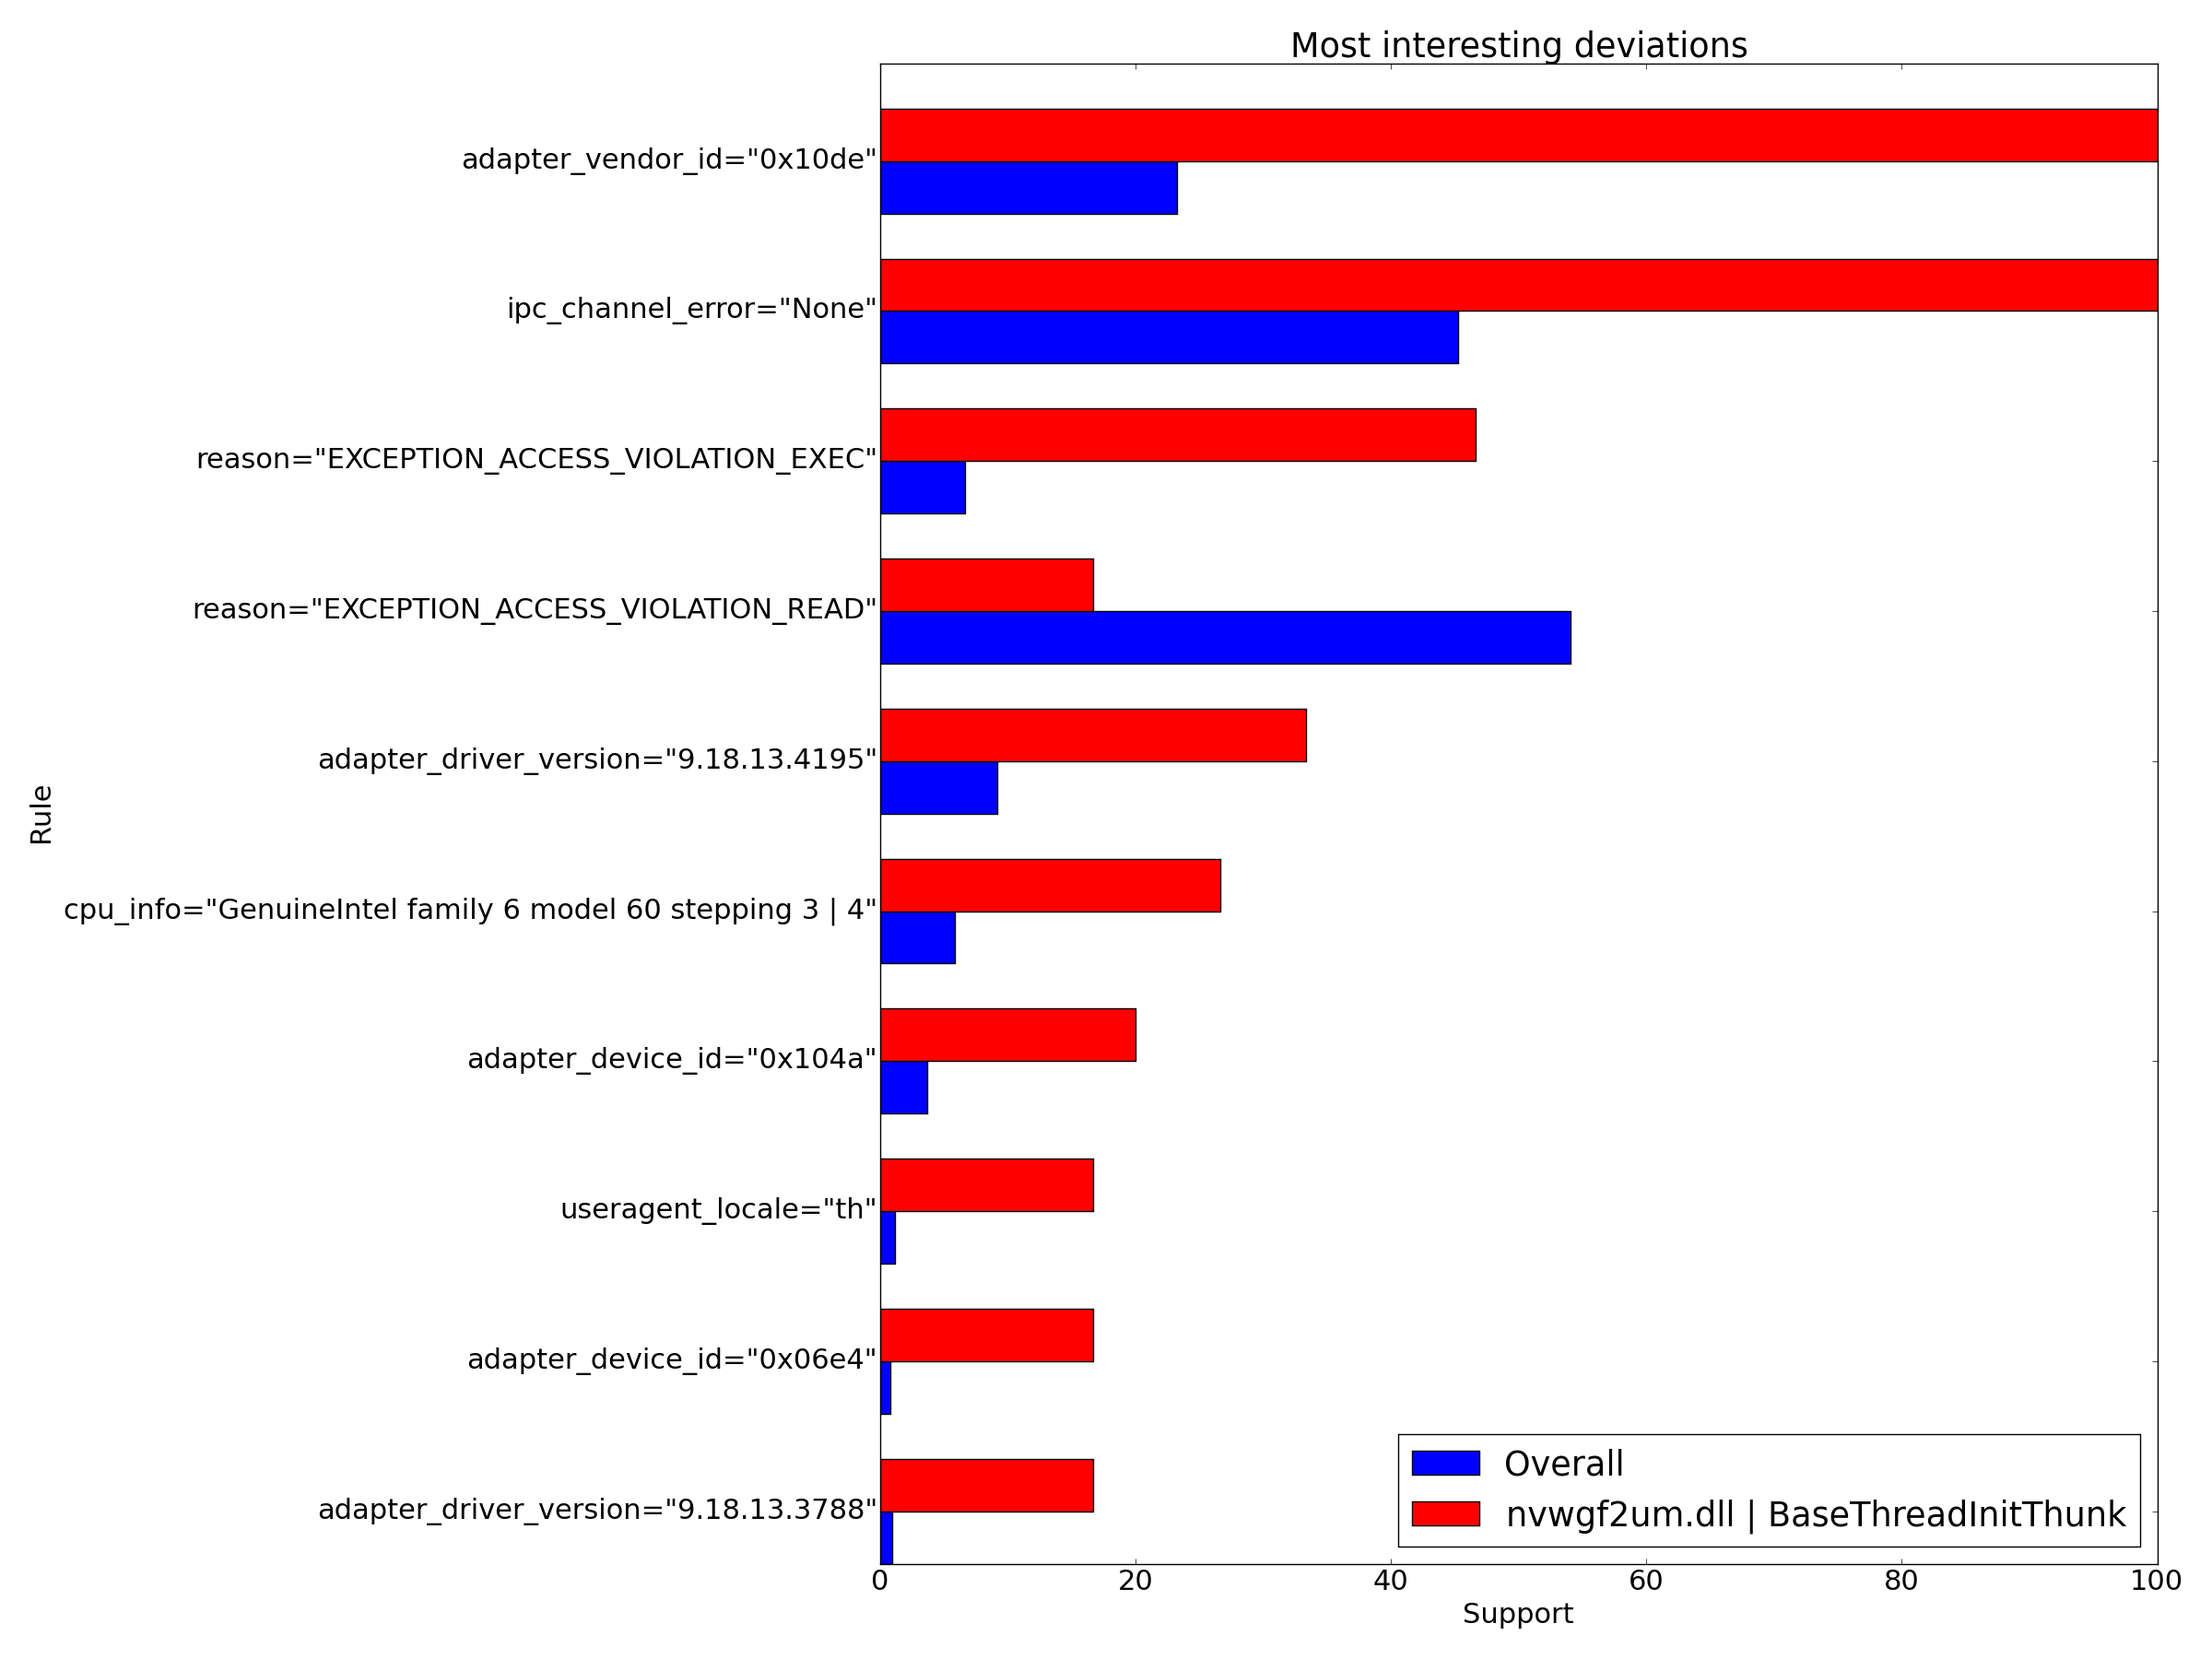 Most interesting deviations
adapter_vendor_id="0x10de"
ipc_channel_error="None"
reason="EXCEPTION_ACCESS_VIOLATION_EXEC"
reason="EXCEPTION_ACCESS_VIOLATION_READ"
adapter_driver_version="9.18.13.4195"
Rule
cpu_info="GenuineIntel family 6 model 60 stepping 3 | 4"
adapter_device_id="0x104a"
useragent_locale="th"
adapter_device_id="0x06e4"
adapter_driver_version="9.18.13.3788"
Overall
nvwgf2um.dll | BaseThreadInitThunk
0 20 40 60 80 100
Support